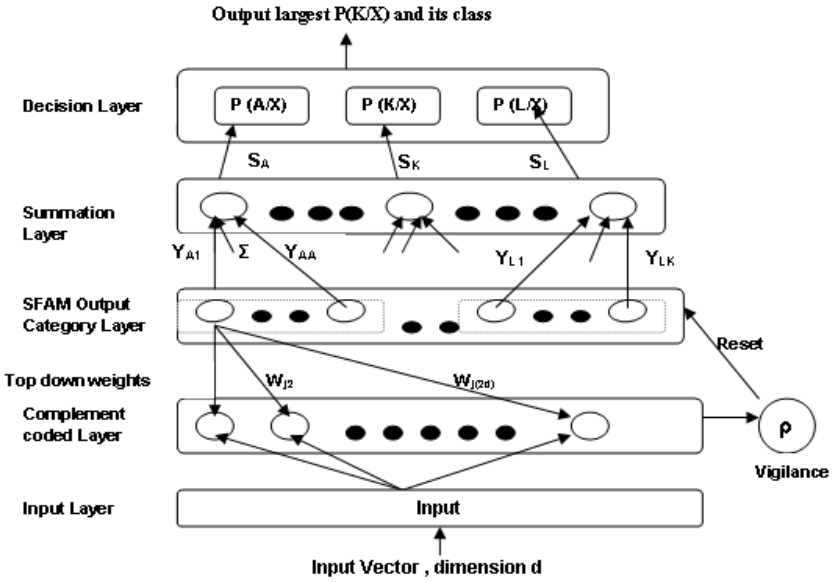 Output largest P(K/X) and its class
Decision Layer
P (A/X)
P (K/X)
P (L/X)
SA
SK
SL
Summation
Layer
YA1
Σ
YAA
YL1
YLK
SFAM Output
Category Layer
Reset
Top down weights
WJ2
WJ(2d)
Complement
coded Layer
ρ
Vigilance
Input Layer
Input
Input Vector , dimension d